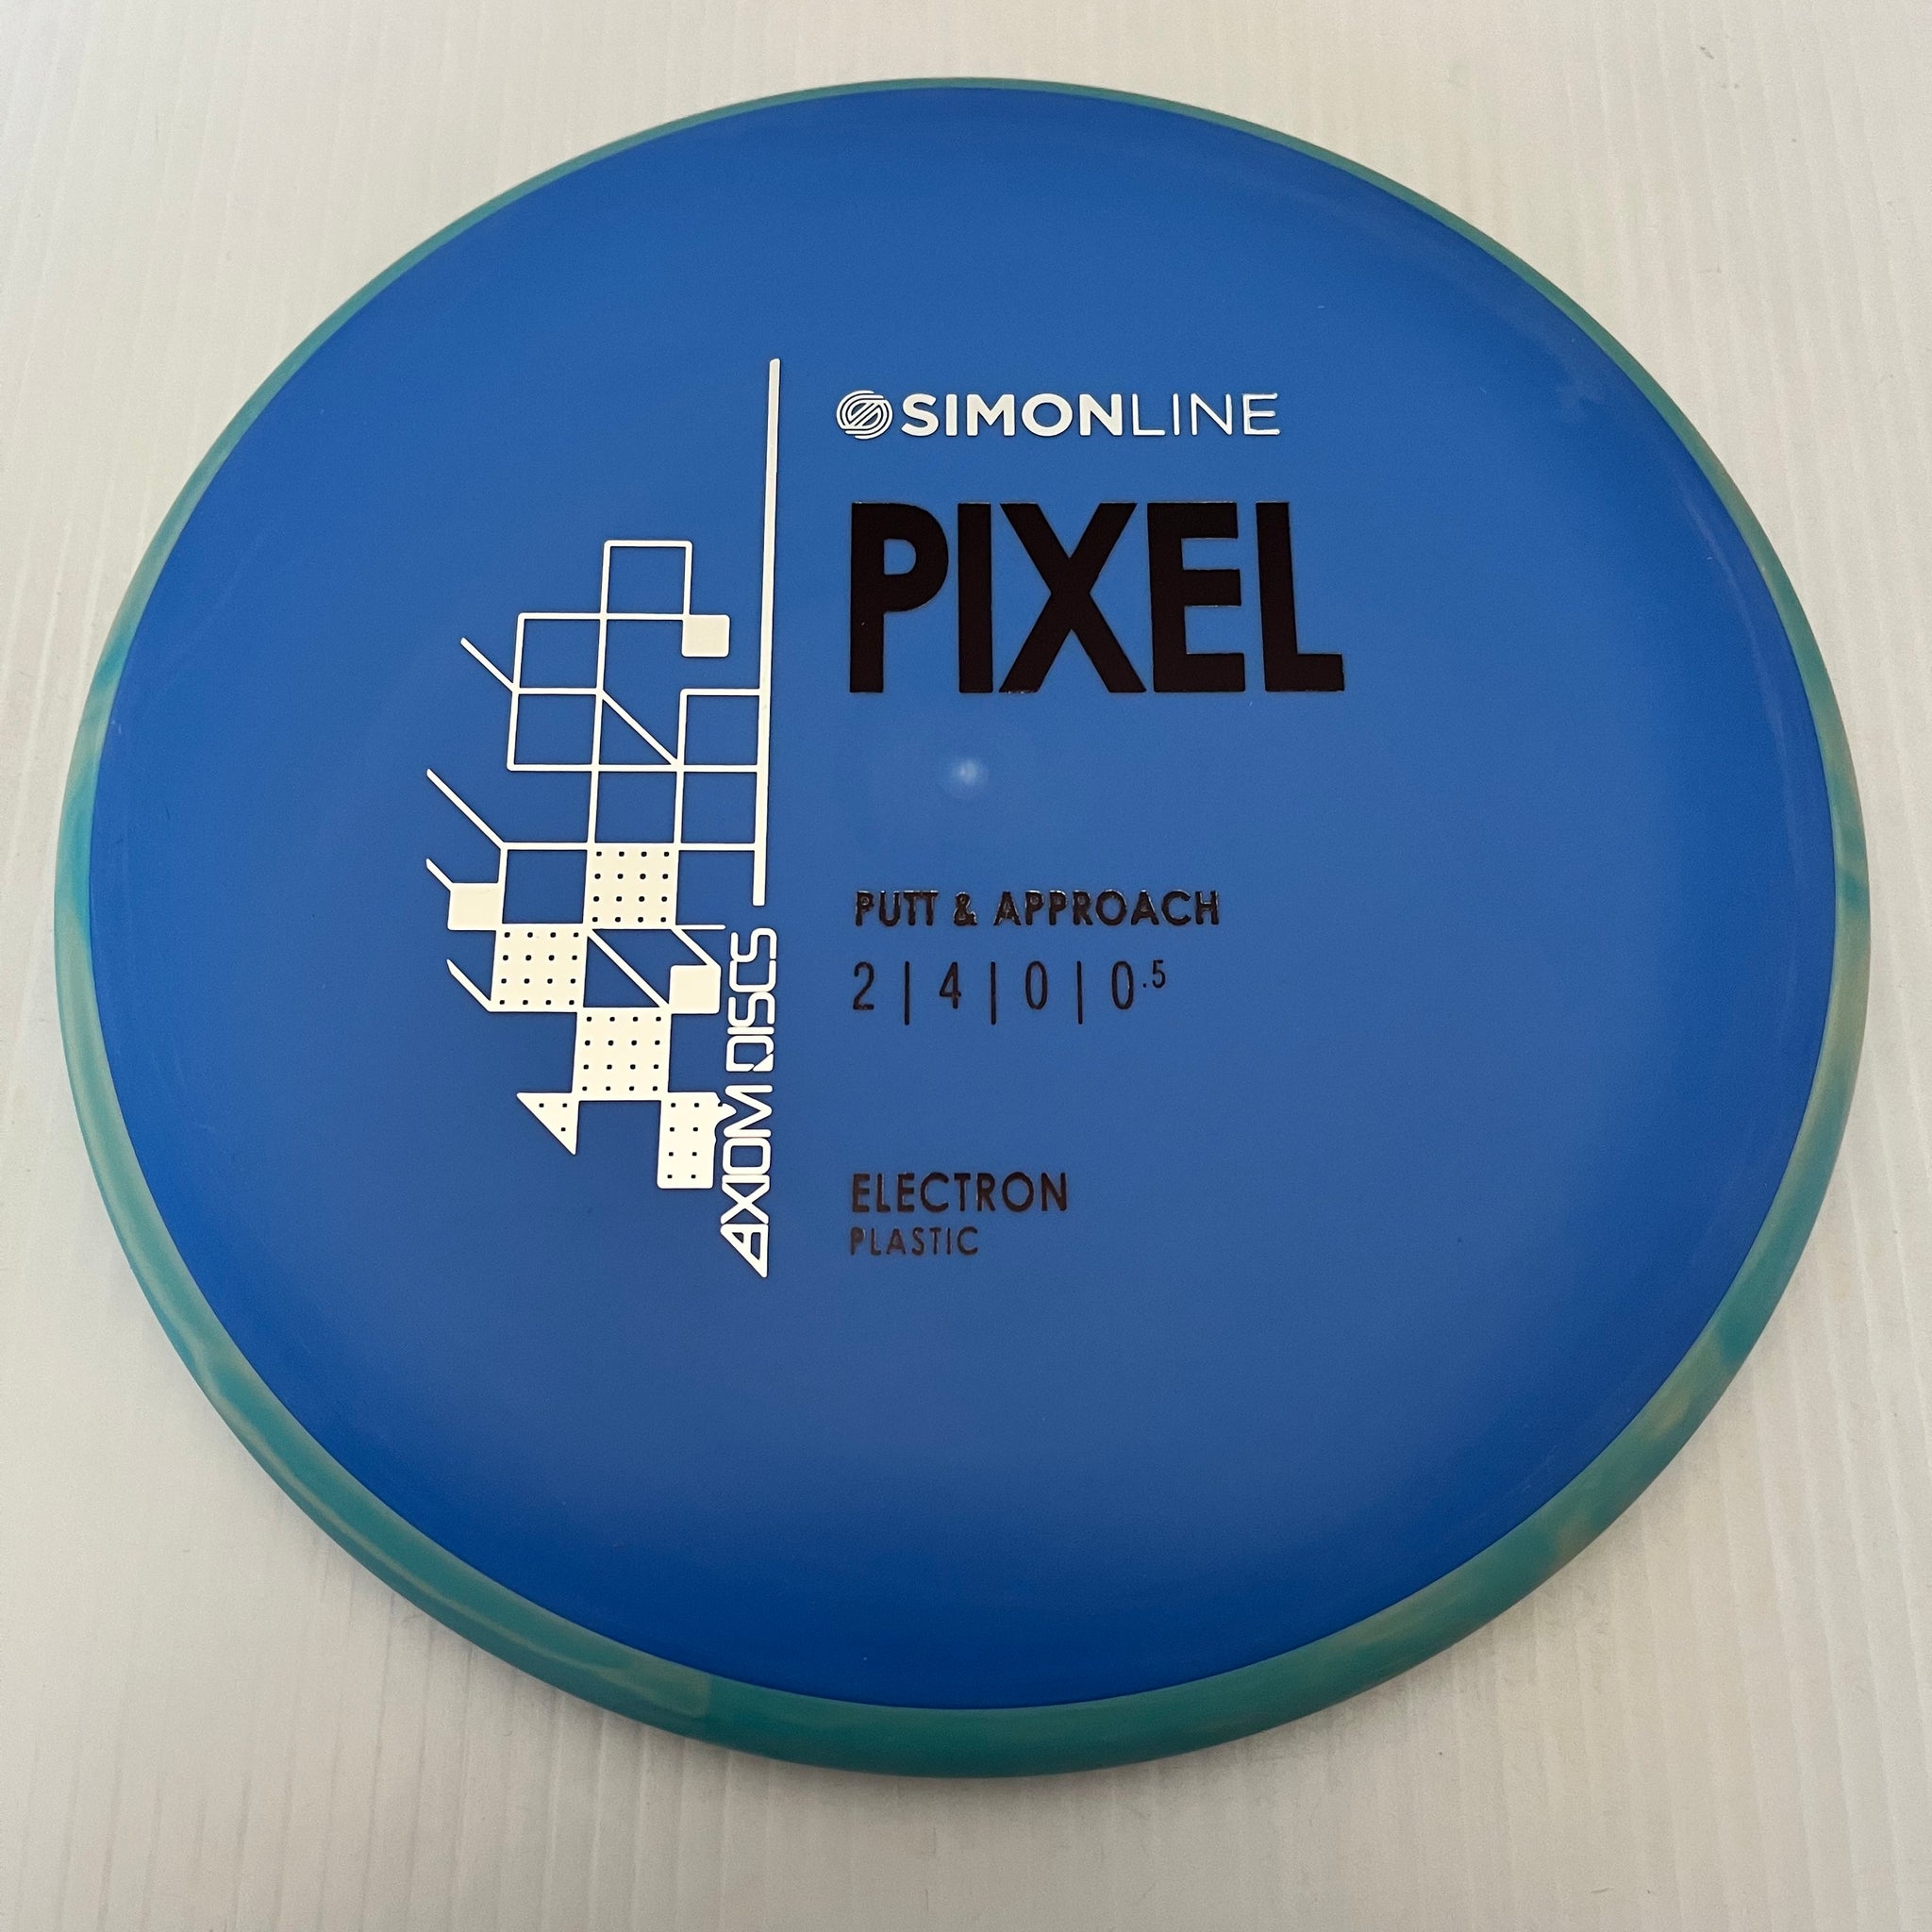 SIMONLINE
PIXEL
PUTT & APPROACH
2 | 4 | 0 | 0.5
ELECTRON
PLASTIC
AXIOM DISCS